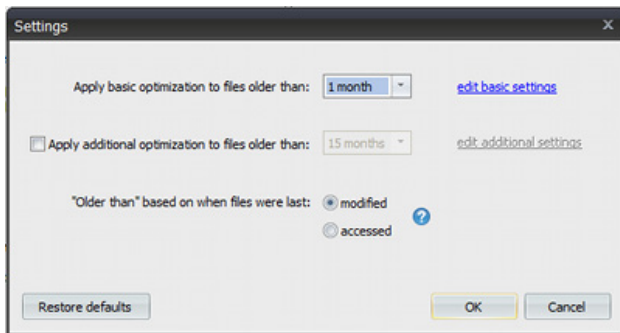 Settings
Apply basic optimization to files older than: 1 month edit basic settings
Apply additional optimization to files older than: 15 months edit additional settings
"Older than" based on when files were last: modified
?
accessed
Restore defaults OK Cancel